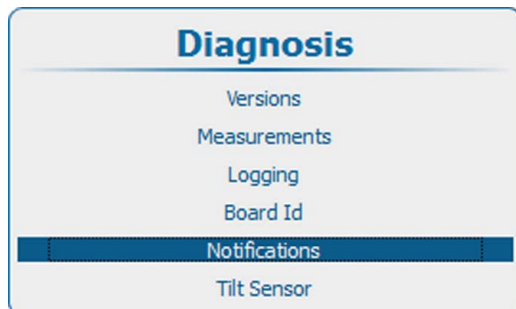 Diagnosis
Versions
Measurements
Logging
Board Id
Notifications
Tilt Sensor